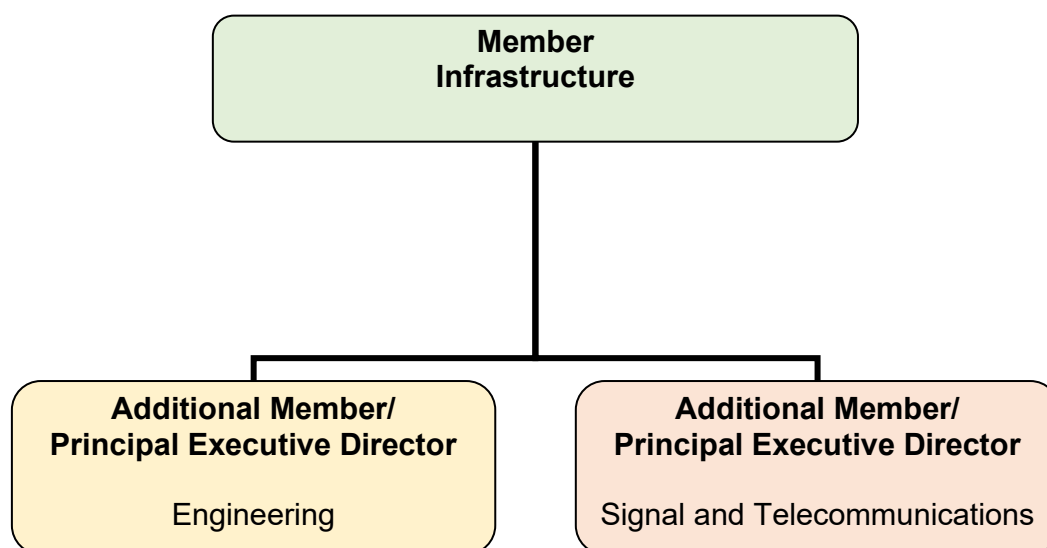 Member
Infrastructure
Additional Member/
Principal Executive Director
Engineering
Additional Member/
Principal Executive Director
Signal and Telecommunications